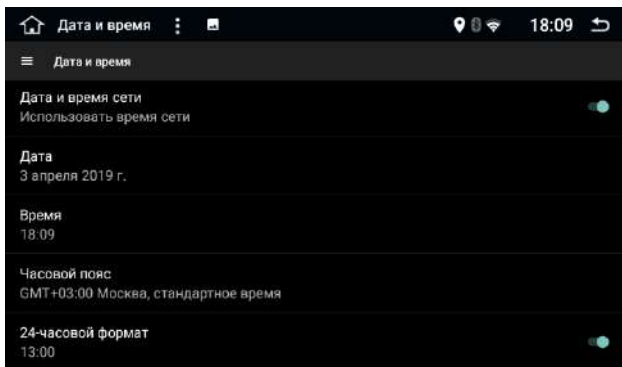 Дата и время
18:09
Дата и время
Дата и время сети
Использовать время сети
Дата
3 апреля 2019 г.
Время
18:09
Часовой пояс
GMT+03:00 Москва, стандартное время
24-часовой формат
13:00